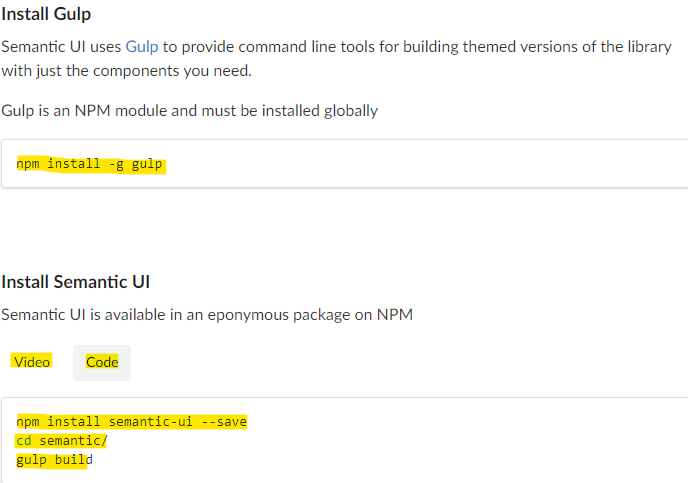 Install Gulp
Semantic UI uses Gulp to provide command line tools for building themed versions of the library
with just the components you need.
Gulp is an NPM module and must be installed globally
npm install -g gulp
Install Semantic UI
Semantic UI is available in an eponymous package on NPM
Video Code
npm install semantic-ui --save
cd semantic/
gulp build